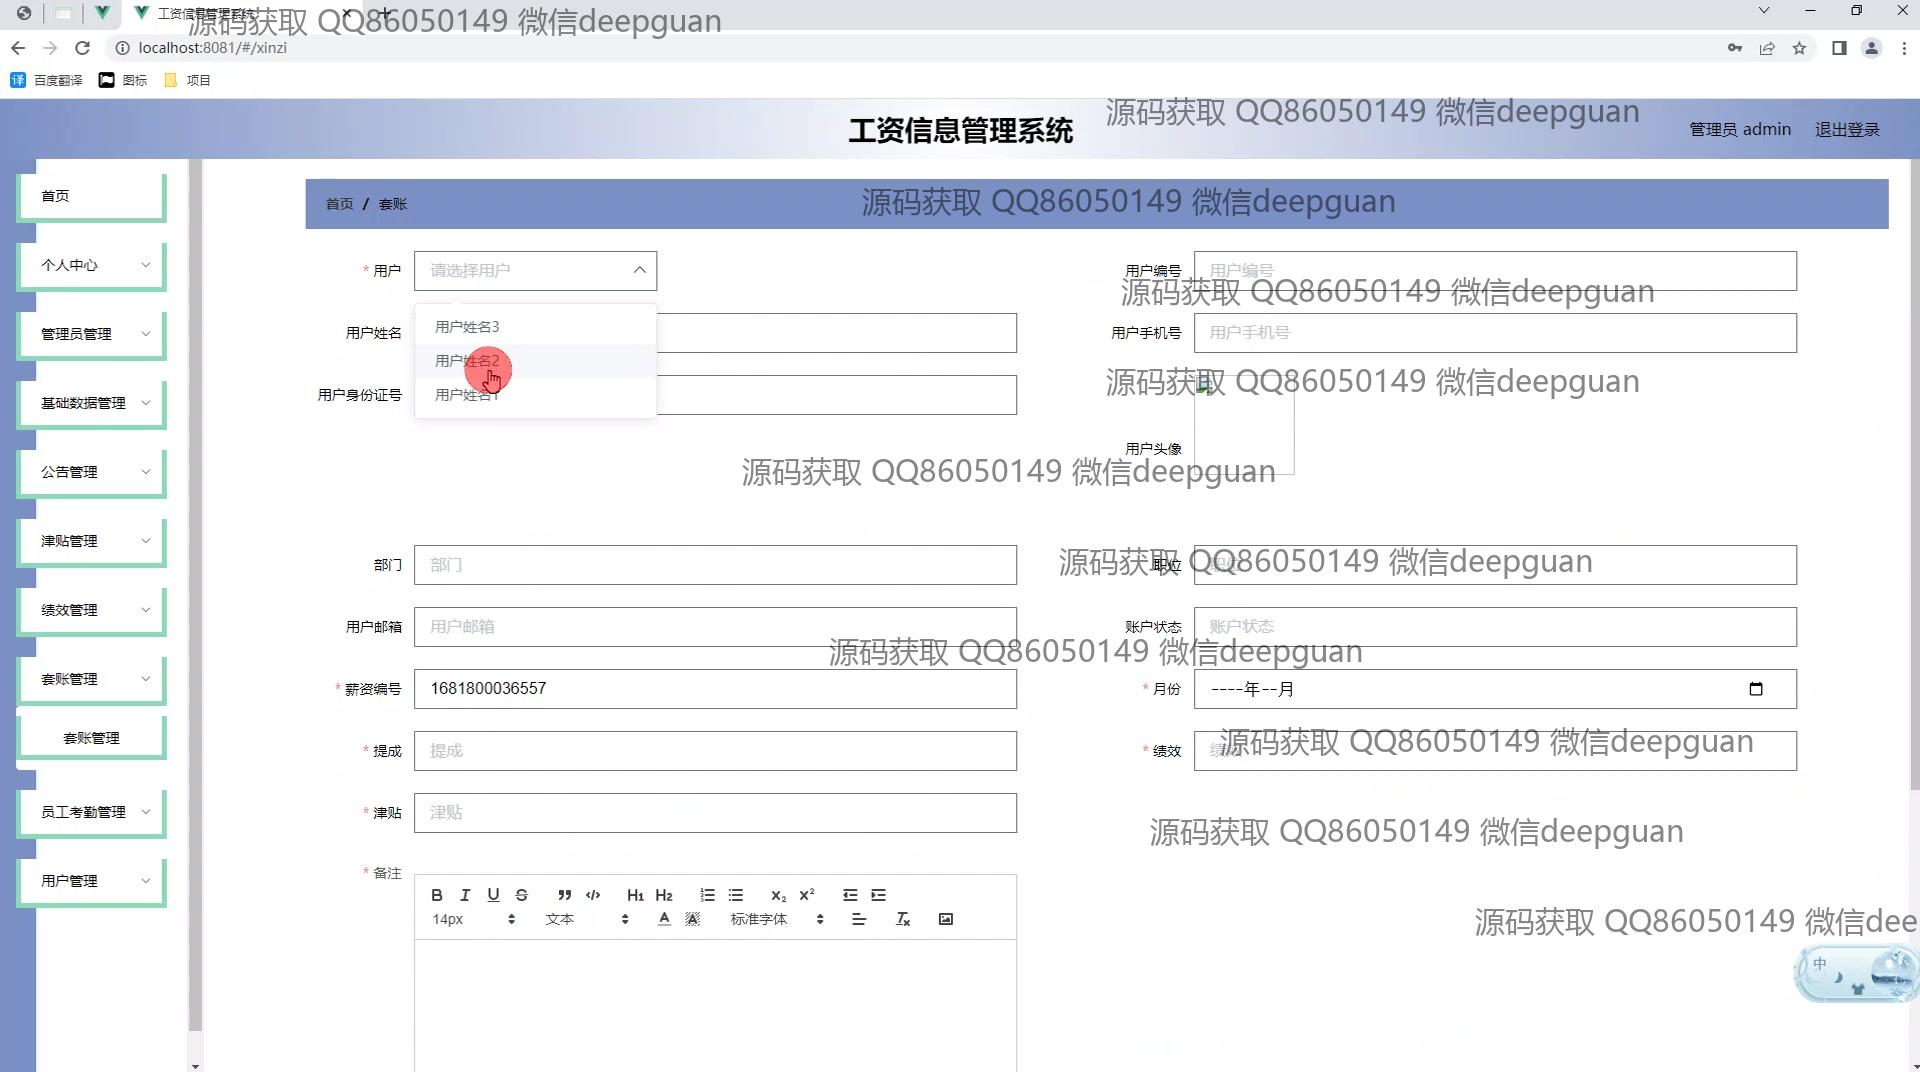 工资信息管理系统
源码获取 QQ86050149 微信deepguan
localhost:8081/#/xinzi
百度翻译 图标 项目
工资信息管理系统
源码获取 QQ86050149 微信deepguan
管理员 admin 退出登录
首页
个人中心
管理员管理
基础数据管理
公告管理
津贴管理
绩效管理
套账管理
套账管理
员工考勤管理
用户管理
首页 / 套账
源码获取 QQ86050149 微信deepguan
* 用户 请选择用户
用户编号 用户编号
源码获取 QQ86050149 微信deepguan
用户姓名3
用户姓名2
用户姓名1
用户姓名
用户手机号 用户手机号
用户身份证号
源码获取 QQ86050149 微信deepguan
用户头像
源码获取 QQ86050149 微信deepguan
部门 部门
职位 职位
源码获取 QQ86050149 微信deepguan
用户邮箱 用户邮箱
账户状态 账户状态
源码获取 QQ86050149 微信deepguan
* 薪资编号 1681800036557
* 月份 ----年--月
* 提成 提成
* 绩效 绩效
源码获取 QQ86050149 微信deepguan
* 津贴 津贴
源码获取 QQ86050149 微信deepguan
* 备注
B I U S H1 H2 X2 X2
14px 文本 A A 标准字体 Tx
源码获取 QQ86050149 微信dee
中